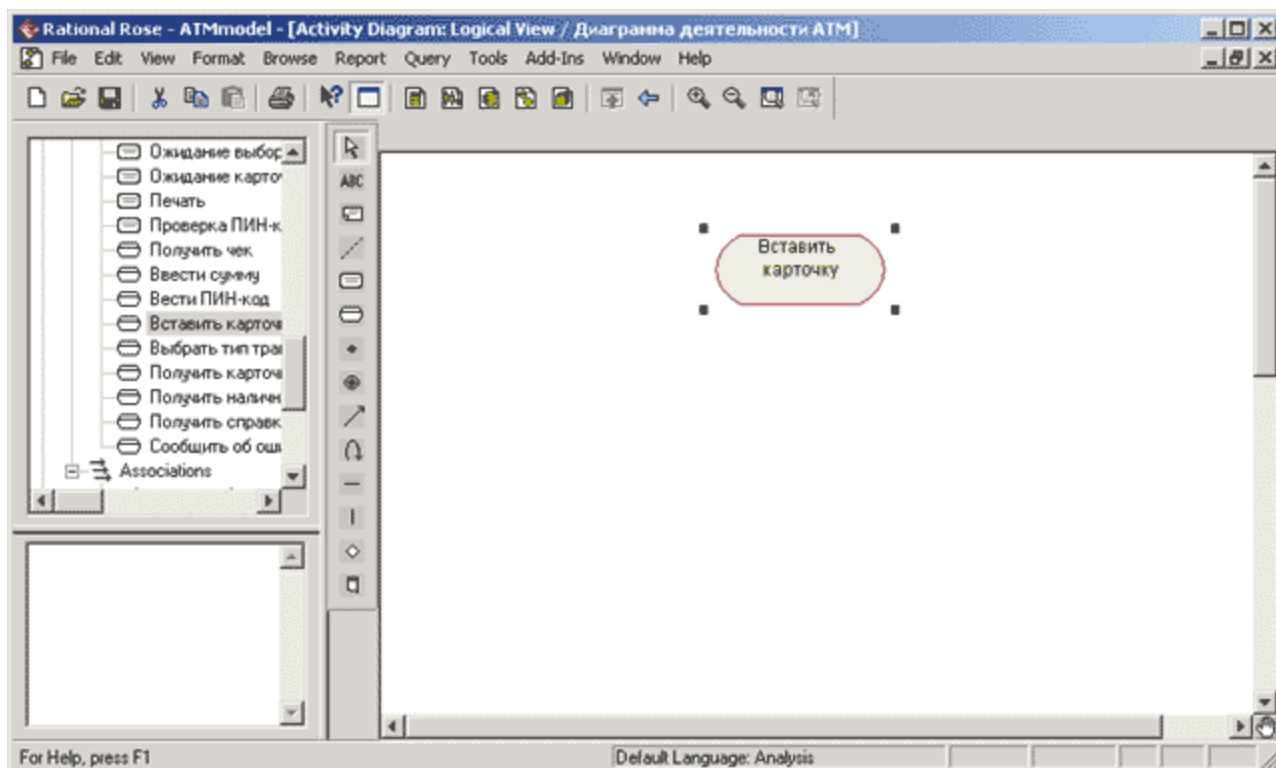 Rational Rose - ATMmodel - [Activity Diagram: Logical View / Диаграмма деятельности ATM]
File Edit View Format Browse Report Query Tools Add-Ins Window Help
Ожидание выбор
Ожидание карто
Печать
Проверка ПИН-к
Получить чек
Ввести сумму
Вести ПИН-код
Вставить карточ
Выбрать тип тран
Получить карточ
Получить наличн
Получить справк
Сообщить об оши
Associations
ABC
Вставить
карточку
For Help, press F1
Default Language: Analysis